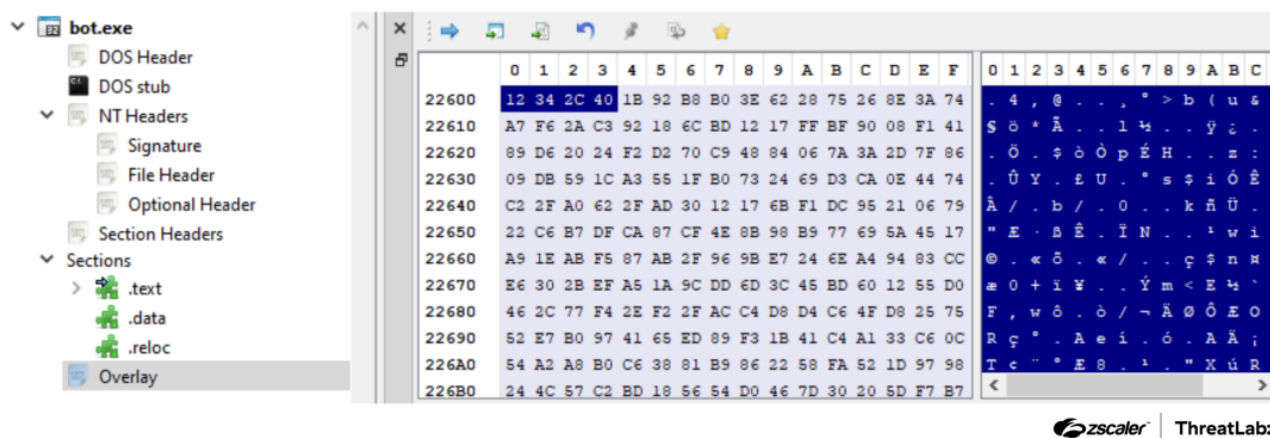 bot.exe
DOS Header
DOS stub
NT Headers
Signature
File Header
Optional Header
Section Headers
Sections
.text
.data
.reloc
Overlay
0 1 2 3 4 5 6 7 8 9 A B C D E F
22600 12 34 2C 40 1B 92 B8 B0 3E 62 28 75 26 8E 3A 74
22610 A7 F6 2A C3 92 18 6C BD 12 17 FF BF 90 08 F1 41
22620 89 D6 20 24 F2 D2 70 C9 48 84 06 7A 3A 2D 7F 86
22630 09 DB 59 1C A3 55 1F B0 73 24 69 D3 CA 0E 44 74
22640 C2 2F A0 62 2F AD 30 12 17 6B F1 DC 95 21 06 79
22650 22 C6 B7 DF CA 87 CF 4E 8B 98 B9 77 69 5A 45 17
22660 A9 1E AB F5 87 AB 2F 96 9B E7 24 6E A4 94 83 CC
22670 E6 30 2B EF A5 1A 9C DD 6D 3C 45 BD 60 12 55 D0
22680 46 2C 77 F4 2E F2 2F AC C4 D8 D4 C6 4F D8 25 75
22690 52 E7 B0 97 41 65 ED 89 F3 1B 41 C4 A1 33 C6 0C
226A0 54 A2 A8 B0 C6 38 81 B9 86 22 58 FA 52 1D 97 98
226B0 24 4C 57 C2 BD 18 56 54 D0 46 7D 30 20 5D F7 B7
0 1 2 3 4 5 6 7 8 9 A B C
. 4 , @ . . ¸ ° > b ( u &
§ ö * Ã . . l ½ . . ÿ ¿ .
. Ö . $ ò Ò p É H . . z :
. Û Y . £ U . ° s $ i Ó Ê
Â / . b / . 0 . . k ñ Ü .
" Æ · ß Ê . Ï N . . ¹ w i
© . « õ . « / . . ç $ n ¤
æ 0 + ï ¥ . . Ý m < E ½ `
F , w ô . ò / ¬ Ä Ø Ô Æ O
R ç ° . A e í . ó . A Ä ¡
T ¢ ¨ ° Æ 8 . ¹ . " X ú R
zscaler | ThreatLab